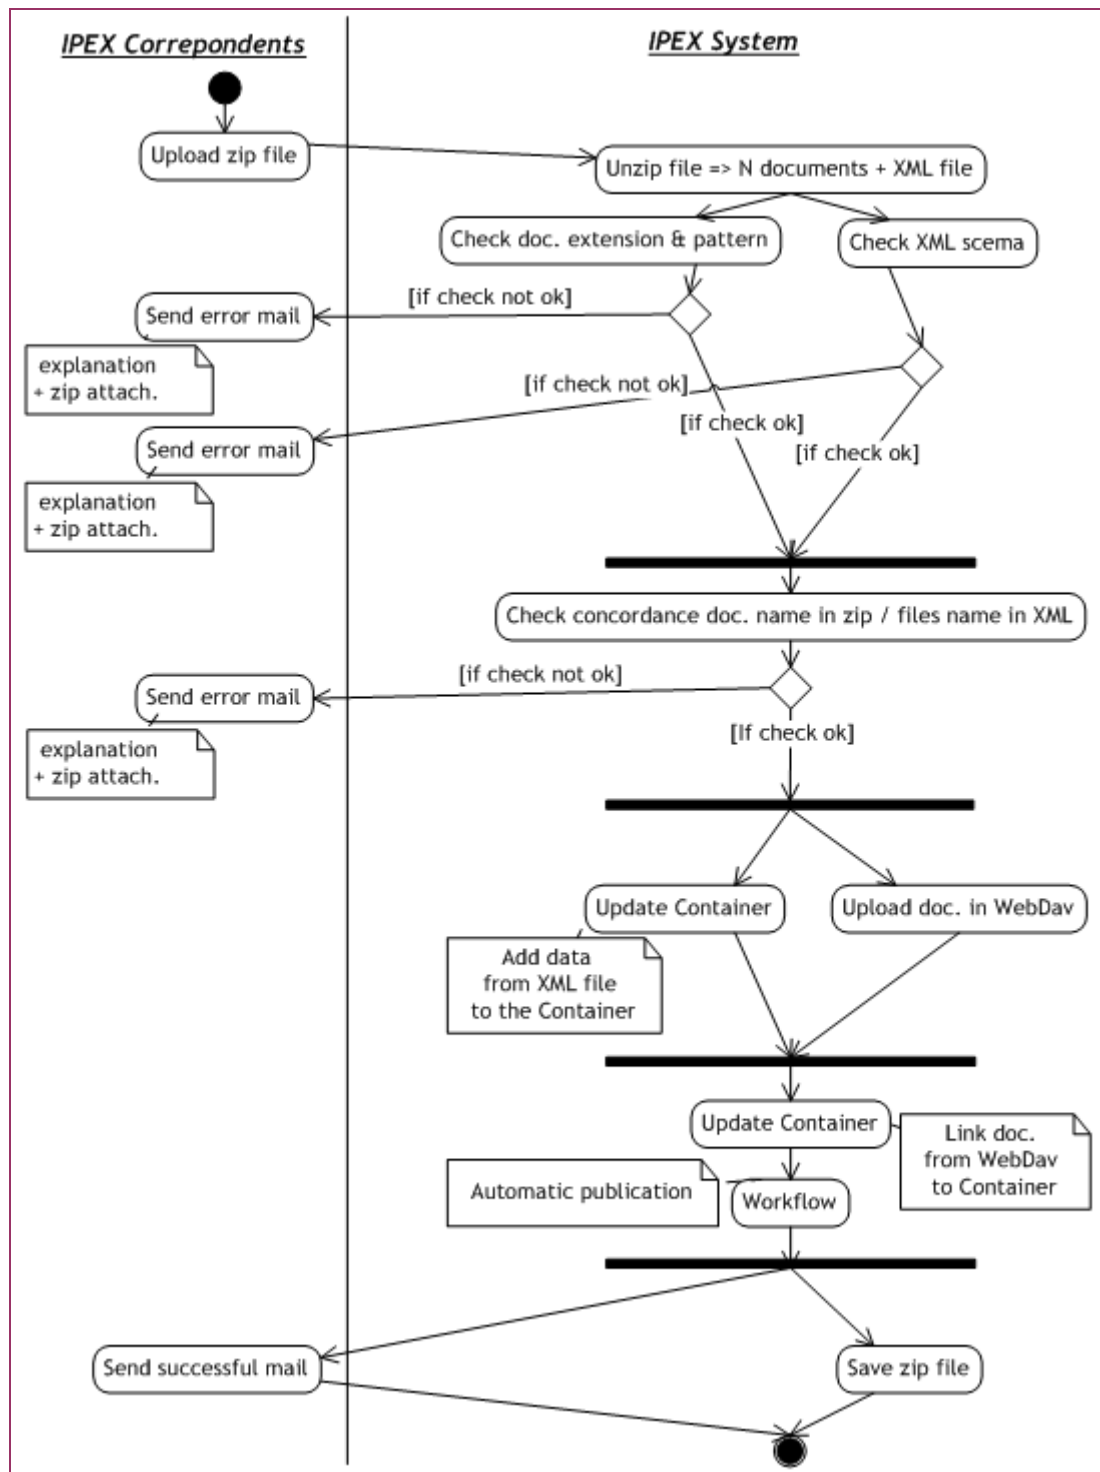 IPEX Correpondents
IPEX System
Upload zip file
Unzip file => N documents + XML file
Check doc. extension & pattern
Check XML scema
[if check not ok]
Send error mail
explanation
+ zip attach.
[if check not ok]
[if check ok]
[if check ok]
Send error mail
explanation
+ zip attach.
Check concordance doc. name in zip / files name in XML
[if check not ok]
Send error mail
[If check ok]
explanation
+ zip attach.
Update Container
Upload doc. in WebDav
Add data
from XML file
to the Container
Update Container
Link doc.
from WebDav
to Container
Automatic publication
Workflow
Send successful mail
Save zip file